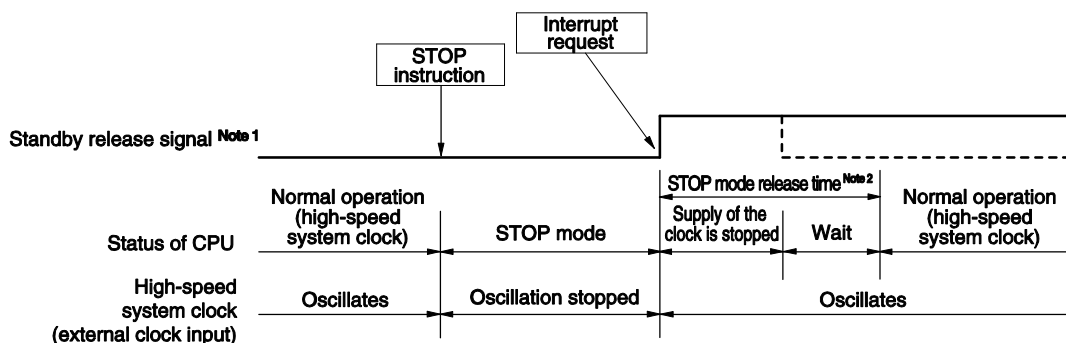 Interrupt
request
STOP
instruction
Standby release signal Note 1
STOP mode release time Note 2
Normal operation
(high-speed
system clock)
Supply of the
clock is stopped
Normal operation
(high-speed
system clock)
Status of CPU
STOP mode
Wait
High-speed
system clock
(external clock input)
Oscillates
Oscillation stopped
Oscillates